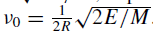 ν₀ = 1/2R √2E/M.